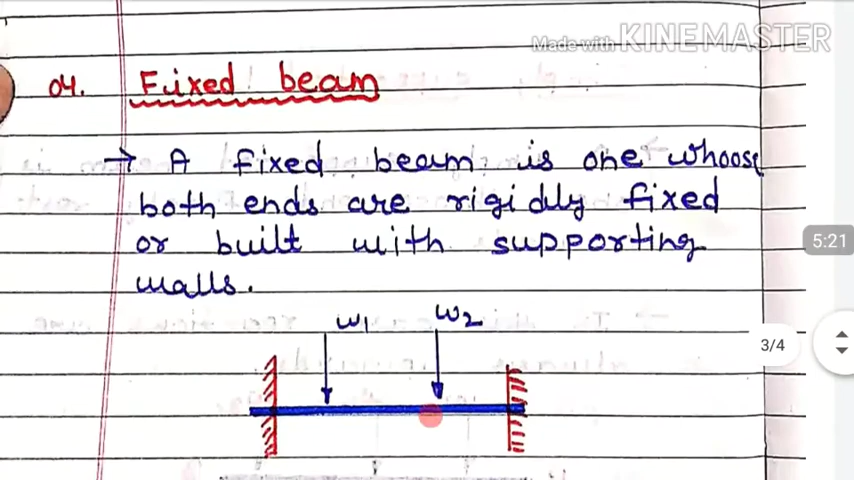 Made with KINEMASTER
04. Fixed beam
→ A fixed beam is one whoose
both ends are rigidly fixed
or built with supporting
walls.
5:21
W1 W2
3/4